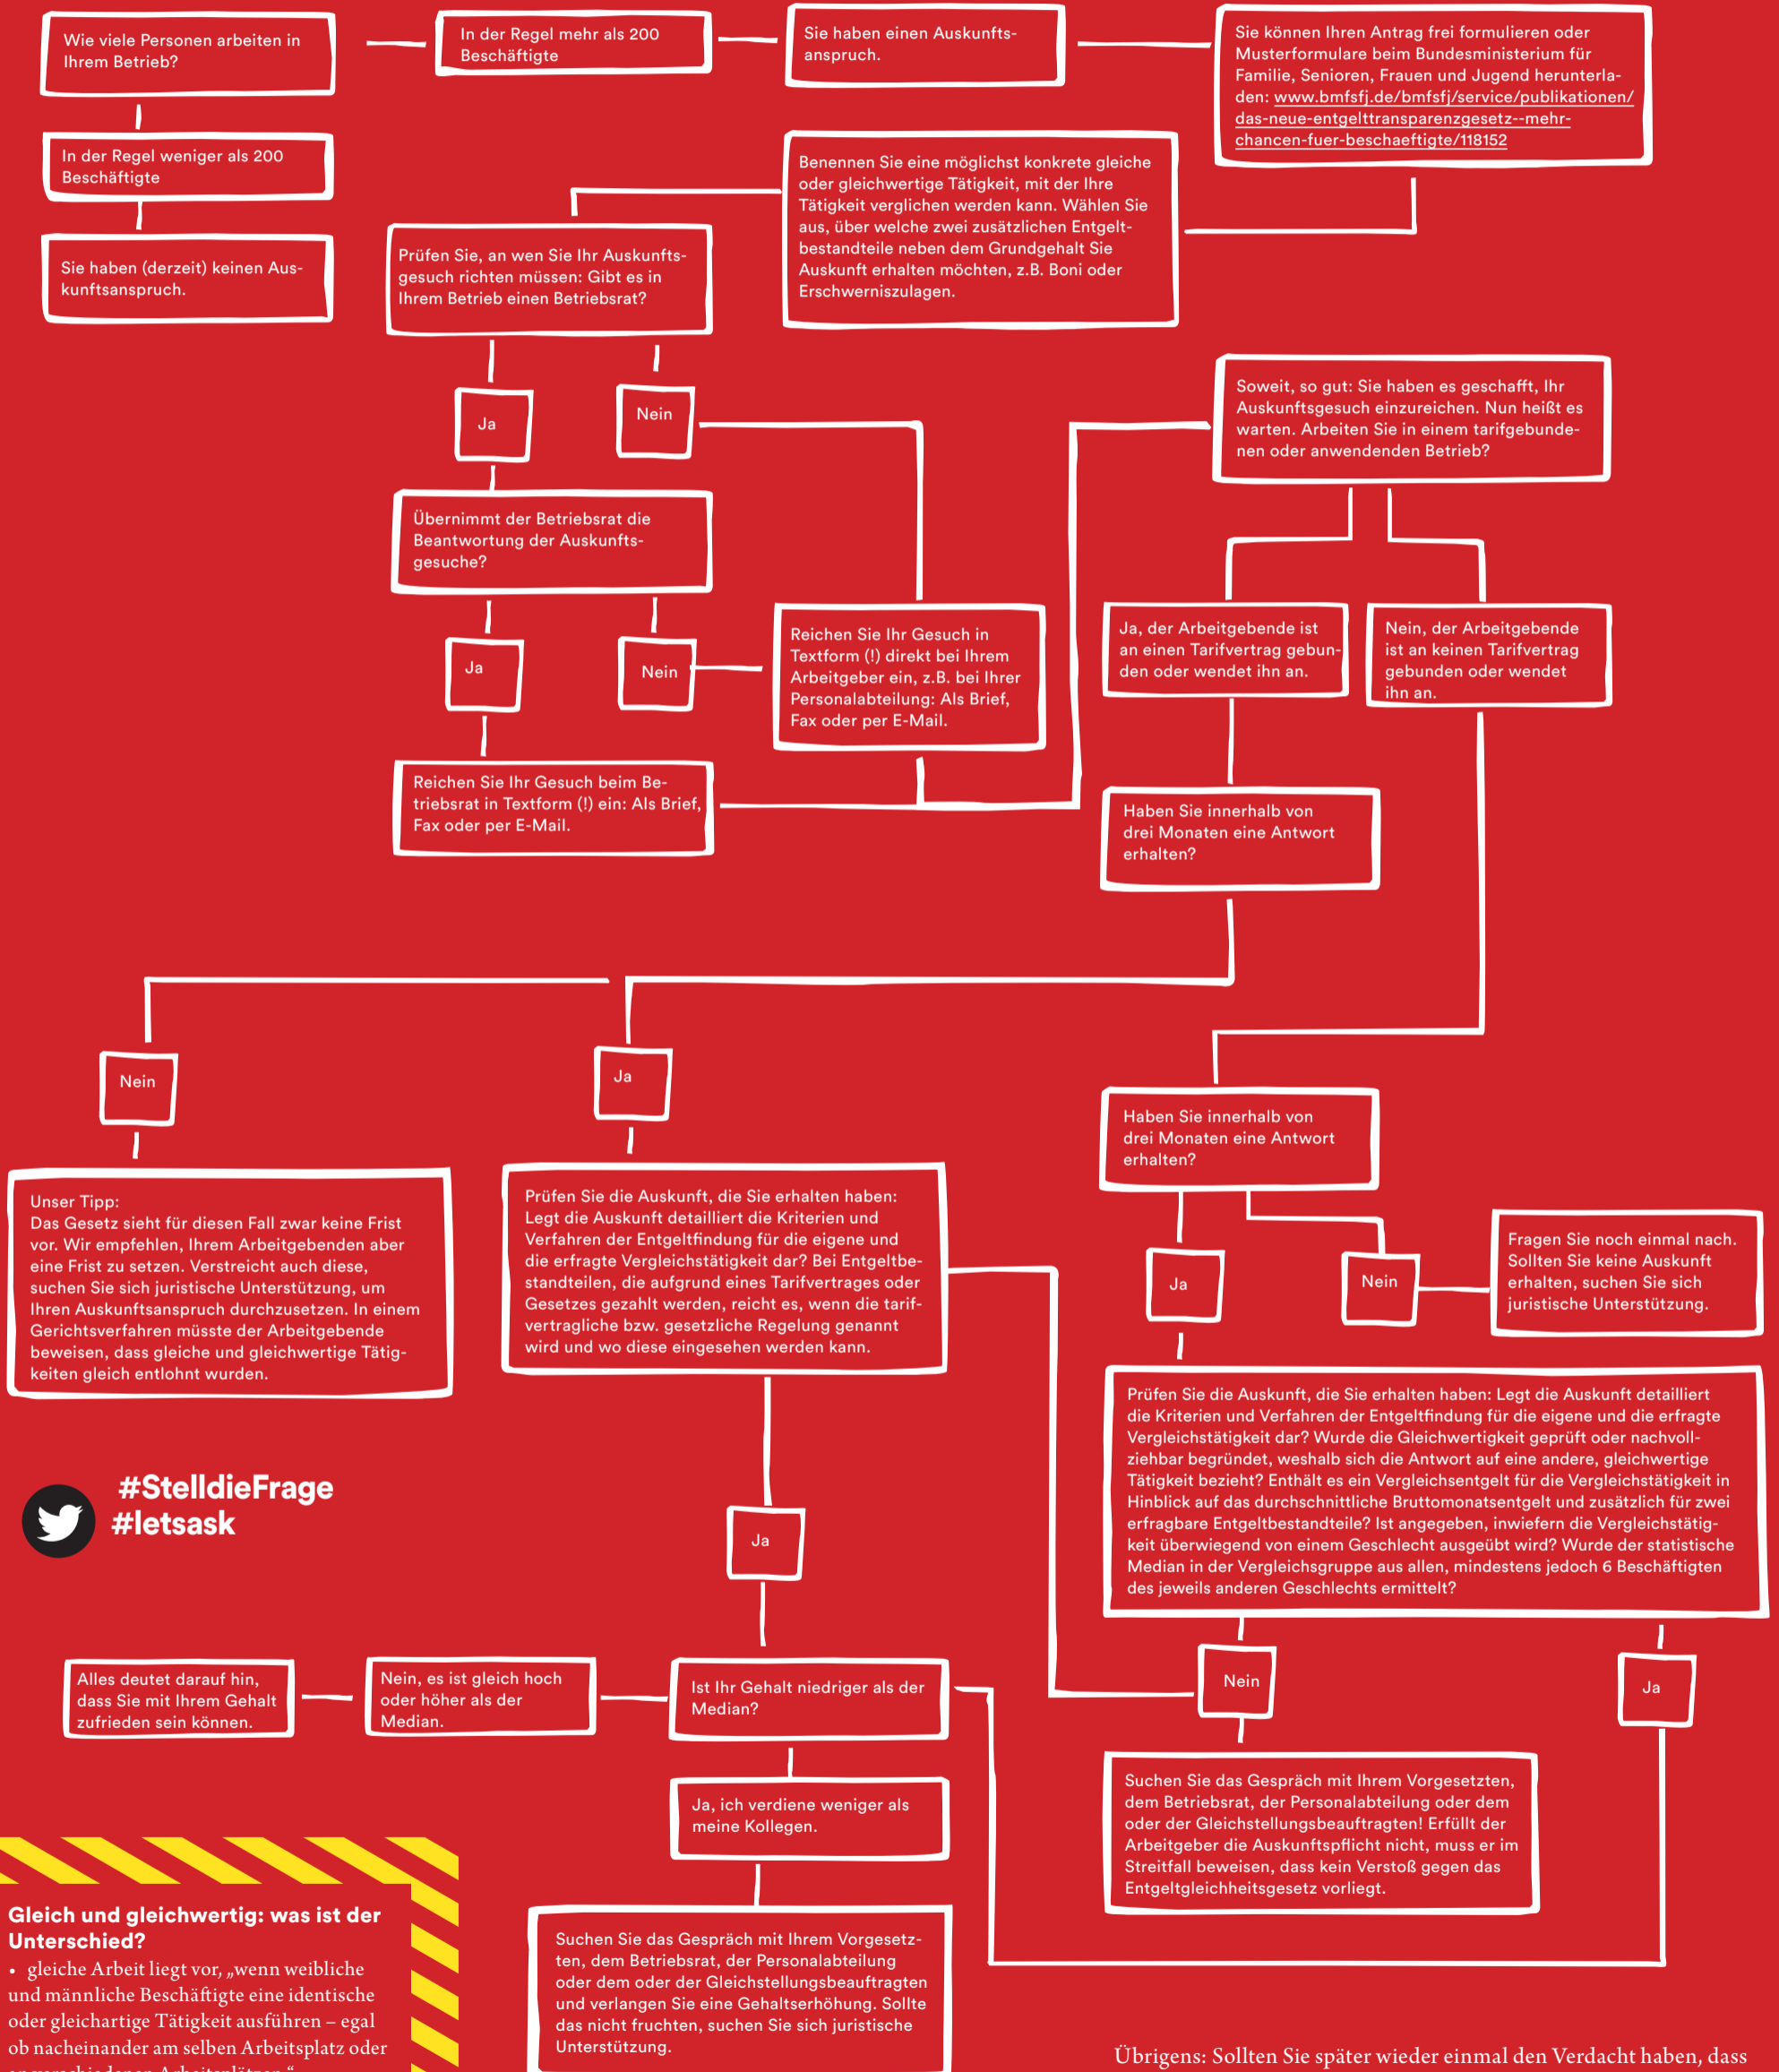 Wie viele Personen arbeiten in
Ihrem Betrieb?
In der Regel mehr als 200
Beschäftigte
Sie haben einen Auskunfts-
anspruch.
Sie können Ihren Antrag frei formulieren oder
Musterformulare beim Bundesministerium für
Familie, Senioren, Frauen und Jugend herunterla-
den: www.bmfsfj.de/bmfsfj/service/publikationen/
das-neue-entgelttransparenzgesetz--mehr-
chancen-fuer-beschaeftigte/118152
In der Regel weniger als 200
Beschäftigte
Sie haben (derzeit) keinen Aus-
kunftsanspruch.
Benennen Sie eine möglichst konkrete gleiche
oder gleichwertige Tätigkeit, mit der Ihre
Tätigkeit verglichen werden kann. Wählen Sie
aus, über welche zwei zusätzlichen Entgelt-
bestandteile neben dem Grundgehalt Sie
Auskunft erhalten möchten, z.B. Boni oder
Erschwerniszulagen.
Prüfen Sie, an wen Sie Ihr Auskunfts-
gesuch richten müssen: Gibt es in
Ihrem Betrieb einen Betriebsrat?
Ja
Nein
Übernimmt der Betriebsrat die
Beantwortung der Auskunfts-
gesuche?
Ja
Nein
Reichen Sie Ihr Gesuch in
Textform (!) direkt bei Ihrem
Arbeitgeber ein, z.B. bei Ihrer
Personalabteilung: Als Brief,
Fax oder per E-Mail.
Reichen Sie Ihr Gesuch beim Be-
triebsrat in Textform (!) ein: Als Brief,
Fax oder per E-Mail.
Soweit, so gut: Sie haben es geschafft, Ihr
Auskunftsgesuch einzureichen. Nun heißt es
warten. Arbeiten Sie in einem tarifgebunde-
nen oder anwendenden Betrieb?
Ja, der Arbeitgebende ist
an einen Tarifvertrag gebun-
den oder wendet ihn an.
Nein, der Arbeitgebende
ist an keinen Tarifvertrag
gebunden oder wendet
ihn an.
Haben Sie innerhalb von
drei Monaten eine Antwort
erhalten?
Nein
Ja
Unser Tipp:
Das Gesetz sieht für diesen Fall zwar keine Frist
vor. Wir empfehlen, Ihrem Arbeitgebenden aber
eine Frist zu setzen. Verstreicht auch diese,
suchen Sie sich juristische Unterstützung, um
Ihren Auskunftsanspruch durchzusetzen. In einem
Gerichtsverfahren müsste der Arbeitgebende
beweisen, dass gleiche und gleichwertige Tätig-
keiten gleich entlohnt wurden.
Prüfen Sie die Auskunft, die Sie erhalten haben:
Legt die Auskunft detailliert die Kriterien und
Verfahren der Entgeltfindung für die eigene und
die erfragte Vergleichstätigkeit dar? Bei Entgeltbe-
standteilen, die aufgrund eines Tarifvertrages oder
Gesetzes gezahlt werden, reicht es, wenn die tarif-
vertragliche bzw. gesetzliche Regelung genannt
wird und wo diese eingesehen werden kann.
Haben Sie innerhalb von
drei Monaten eine Antwort
erhalten?
Ja
Nein
Fragen Sie noch einmal nach.
Sollten Sie keine Auskunft
erhalten, suchen Sie sich
juristische Unterstützung.
Prüfen Sie die Auskunft, die Sie erhalten haben: Legt die Auskunft detailliert
die Kriterien und Verfahren der Entgeltfindung für die eigene und die erfragte
Vergleichstätigkeit dar? Wurde die Gleichwertigkeit geprüft oder nachvoll-
ziehbar begründet, weshalb sich die Antwort auf eine andere, gleichwertige
Tätigkeit bezieht? Enthält es ein Vergleichsentgelt für die Vergleichstätigkeit in
Hinblick auf das durchschnittliche Bruttomonatsentgelt und zusätzlich für zwei
erfragbare Entgeltbestandteile? Ist angegeben, inwiefern die Vergleichstätig-
keit überwiegend von einem Geschlecht ausgeübt wird? Wurde der statistische
Median in der Vergleichsgruppe aus allen, mindestens jedoch 6 Beschäftigten
des jeweils anderen Geschlechts ermittelt?
#StelldieFrage
#letsask
Ja
Alles deutet darauf hin,
dass Sie mit Ihrem Gehalt
zufrieden sein können.
Nein, es ist gleich hoch
oder höher als der
Median.
Ist Ihr Gehalt niedriger als der
Median?
Nein
Ja
Ja, ich verdiene weniger als
meine Kollegen.
Suchen Sie das Gespräch mit Ihrem Vorgesetzten,
dem Betriebsrat, der Personalabteilung oder dem
oder der Gleichstellungsbeauftragten! Erfüllt der
Arbeitgeber die Auskunftspflicht nicht, muss er im
Streitfall beweisen, dass kein Verstoß gegen das
Entgeltgleichheitsgesetz vorliegt.
Suchen Sie das Gespräch mit Ihrem Vorgesetz-
ten, dem Betriebsrat, der Personalabteilung
oder dem oder der Gleichstellungsbeauftragten
und verlangen Sie eine Gehaltserhöhung. Sollte
das nicht fruchten, suchen Sie sich juristische
Unterstützung.
Gleich und gleichwertig: was ist der
Unterschied?
• gleiche Arbeit liegt vor, „wenn weibliche
und männliche Beschäftigte eine identische
oder gleichartige Tätigkeit ausführen – egal
ob nacheinander am selben Arbeitsplatz oder
Übrigens: Sollten Sie später wieder einmal den Verdacht haben, dass